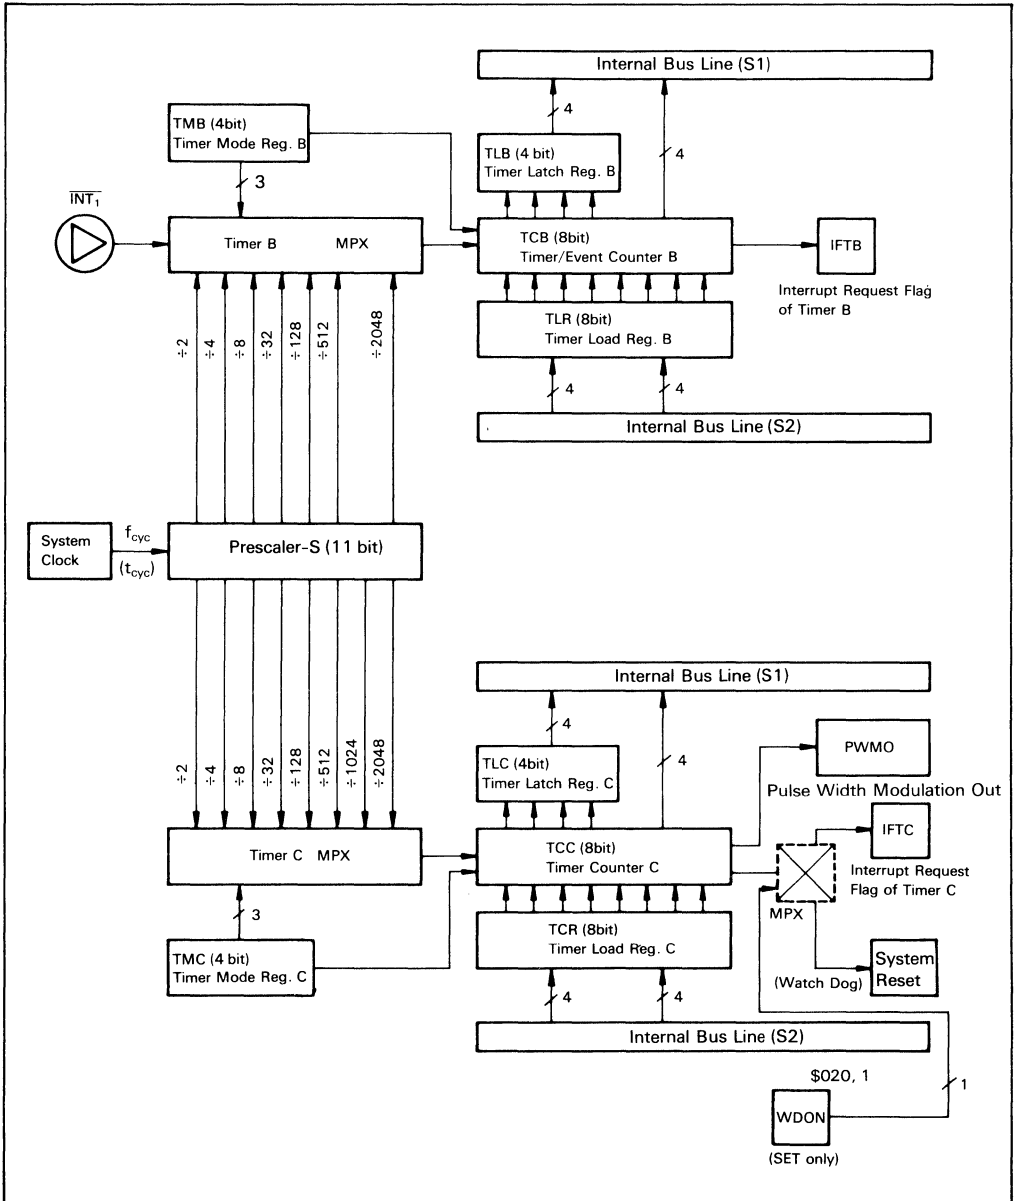 Internal Bus Line (S1)
4
TMB (4bit)
Timer Mode Reg. B
TLB (4 bit)
Timer Latch Reg. B
4
3
INT1
Timer B MPX
TCB (8bit)
Timer/Event Counter B
IFTB
Interrupt Request Flag
of Timer B
TLR (8bit)
Timer Load Reg. B
÷2
÷4
÷8
÷32
÷128
÷512
÷2048
4
4
Internal Bus Line (S2)
System
Clock
fcyc
(tcyc)
Prescaler-S (11 bit)
Internal Bus Line (S1)
4
÷2
÷4
÷8
÷32
÷128
÷512
÷1024
÷2048
TLC (4bit)
Timer Latch Reg. C
4
PWMO
Pulse Width Modulation Out
IFTC
Interrupt Request
Flag of Timer C
Timer C MPX
TCC (8bit)
Timer Counter C
MPX
3
TCR (8bit)
Timer Load Reg. C
TMC (4 bit)
Timer Mode Reg. C
System
Reset
(Watch Dog)
4
4
Internal Bus Line (S2)
$020, 1
1
WDON
(SET only)